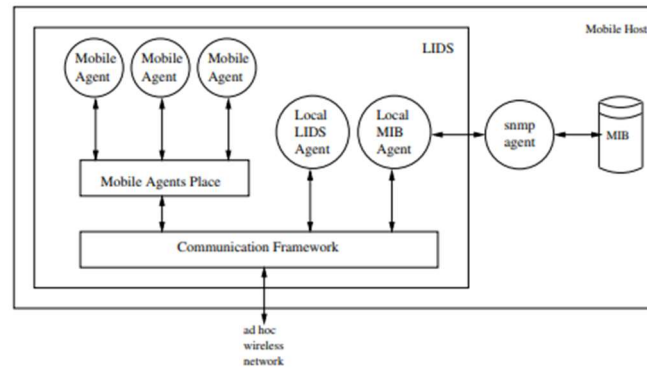 Mobile Host
LIDS
Mobile
Agent
Mobile
Agent
Mobile
Agent
Local
LIDS
Agent
Local
MIB
Agent
snmp
agent
MIB
Mobile Agents Place
Communication Framework
ad hoc
wireless
network